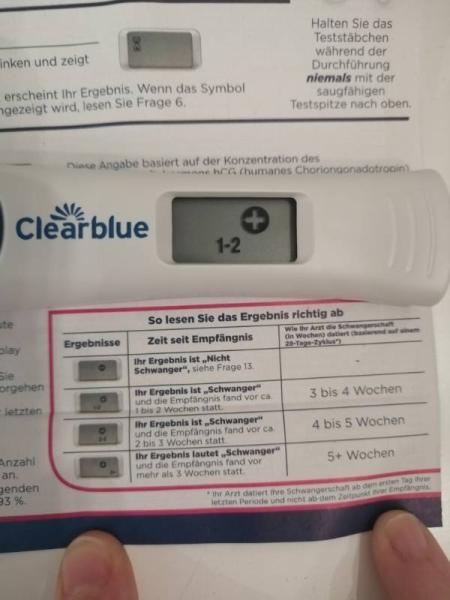 inken und zeigt
erscheint Ihr Ergebnis. Wenn das Symbol
ngezeigt wird, lesen Sie Frage 6.
Halten Sie das
Teststäbchen
während der
Durchführung
niemals mit der
saugfähigen
Testspitze nach oben.
Diese Angabe basiert auf der Konzentration des
hCG (humanes Choriongonadotropin)
Clearblue
+
1-2
So lesen Sie das Ergebnis richtig ab
Ergebnisse
Zeit seit Empfängnis
Wie Ihr Arzt die Schwangerschaft
(in Wochen) datiert (basierend auf einem
28-Tage-Zyklus*)
Ihr Ergebnis ist „Nicht
Schwanger“, siehe Frage 13.
-
1-2
Ihr Ergebnis ist „Schwanger“
und die Empfängnis fand vor ca.
1 bis 2 Wochen statt.
3 bis 4 Wochen
2-3
Ihr Ergebnis ist „Schwanger“
und die Empfängnis fand vor ca.
2 bis 3 Wochen statt.
4 bis 5 Wochen
3+
Ihr Ergebnis lautet „Schwanger“
und die Empfängnis fand vor
mehr als 3 Wochen statt.
5+ Wochen
* Ihr Arzt datiert Ihre Schwangerschaft ab dem ersten Tag Ihrer
letzten Periode und nicht ab dem Zeitpunkt Ihrer Empfängnis.
play
Sie
orgehen
letzten
Anzahl
an.
genden
93 %.